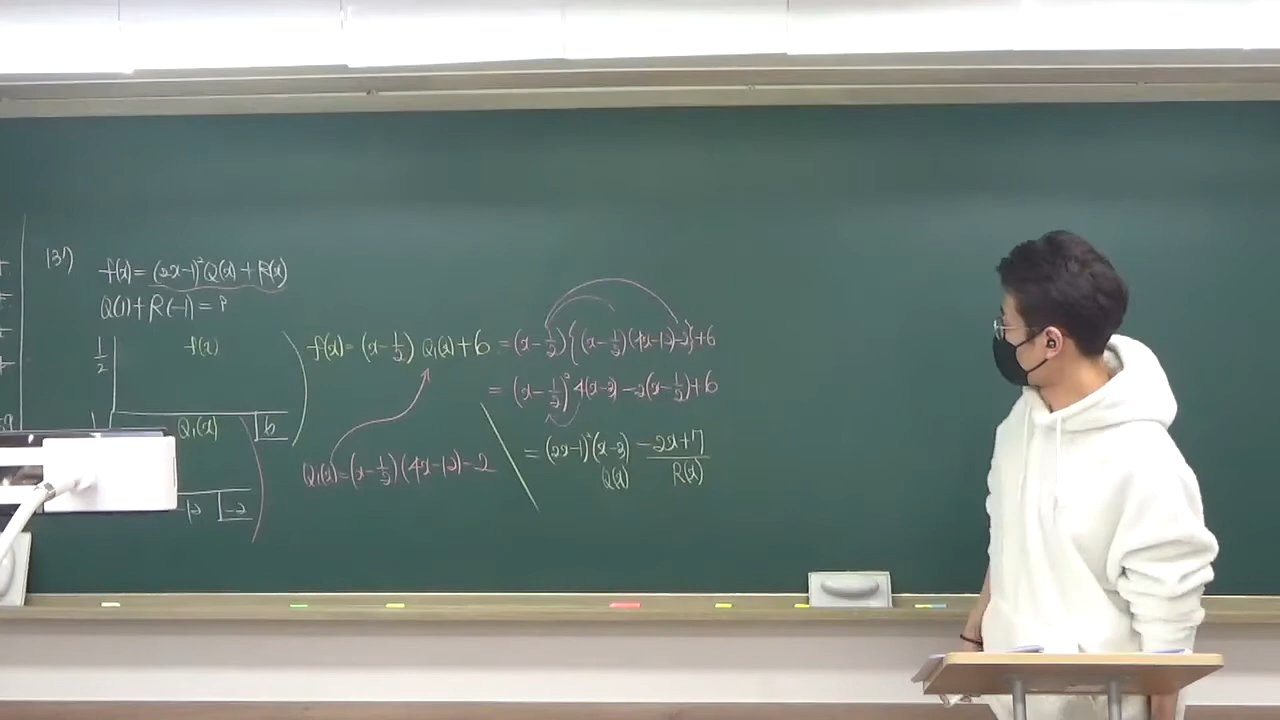 137)
f(x) = (2x-1)²Q(x) + R(x)
Q(1) + R(-1) = ?
1/2
f(x)
Q₁(x) 6
-12 -2
f(x) = (x-1/2) Q₁(x) + 6 = (x-1/2){(x-1/2)(4x-12)-2}+6
= (x-1/2)² 4(x-3) -2(x-1/2)+6
Q₁(x) = (x-1/2)(4x-12)-2
= (2x-1)²(x-3) -2x+7
Q(x) R(x)